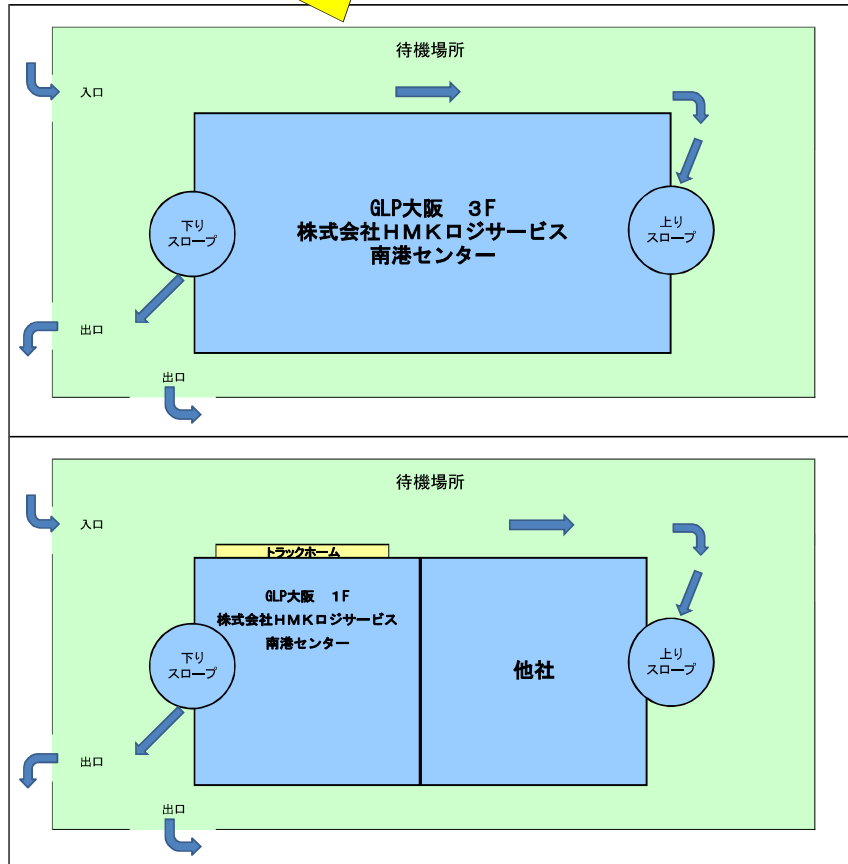 待機場所
入口
GLP大阪　３F
株式会社ＨＭＫロジサービス
南港センター
下り
スロープ
上り
スロープ
出口
出口
待機場所
入口
トラックホーム
GLP大阪　１F
株式会社ＨＭＫロジサービス
南港センター
下り
スロープ
他社
上り
スロープ
出口
出口